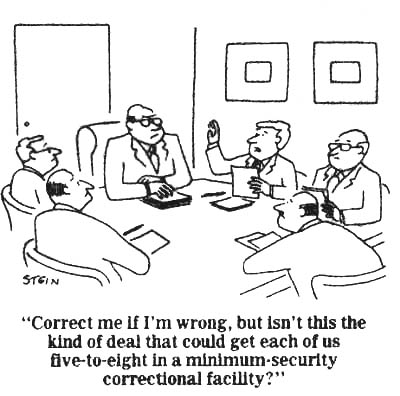 STEIN
"Correct me if I'm wrong, but isn't this the
kind of deal that could get each of us
five-to-eight in a minimum-security
correctional facility?"